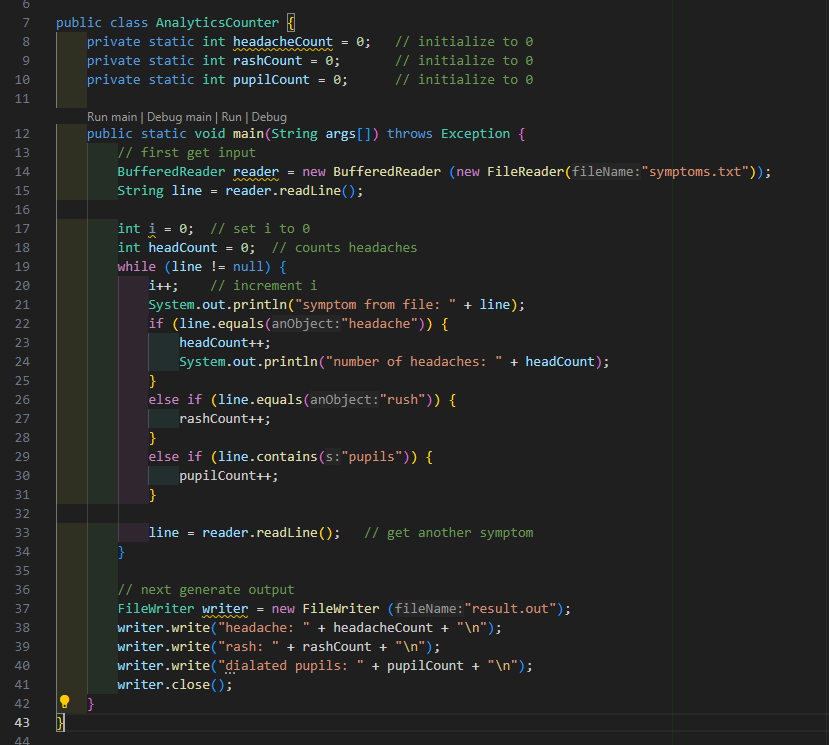 6
7 public class AnalyticsCounter {
8 private static int headacheCount = 0;   // initialize to 0
9 private static int rashCount = 0;       // initialize to 0
10 private static int pupilCount = 0;      // initialize to 0
11
Run main | Debug main | Run | Debug
12 public static void main(String args[]) throws Exception {
13 // first get input
14 BufferedReader reader = new BufferedReader (new FileReader(fileName:"symptoms.txt"));
15 String line = reader.readLine();
16
17 int i = 0;  // set i to 0
18 int headCount = 0;  // counts headaches
19 while (line != null) {
20 i++;    // increment i
21 System.out.println("symptom from file: " + line);
22 if (line.equals(anObject:"headache")) {
23 headCount++;
24 System.out.println("number of headaches: " + headCount);
25 }
26 else if (line.equals(anObject:"rush")) {
27 rashCount++;
28 }
29 else if (line.contains(s:"pupils")) {
30 pupilCount++;
31 }
32
33 line = reader.readLine();   // get another symptom
34 }
35
36 // next generate output
37 FileWriter writer = new FileWriter (fileName:"result.out");
38 writer.write("headache: " + headacheCount + "\n");
39 writer.write("rash: " + rashCount + "\n");
40 writer.write("dialated pupils: " + pupilCount + "\n");
41 writer.close();
42 }
43 }
44